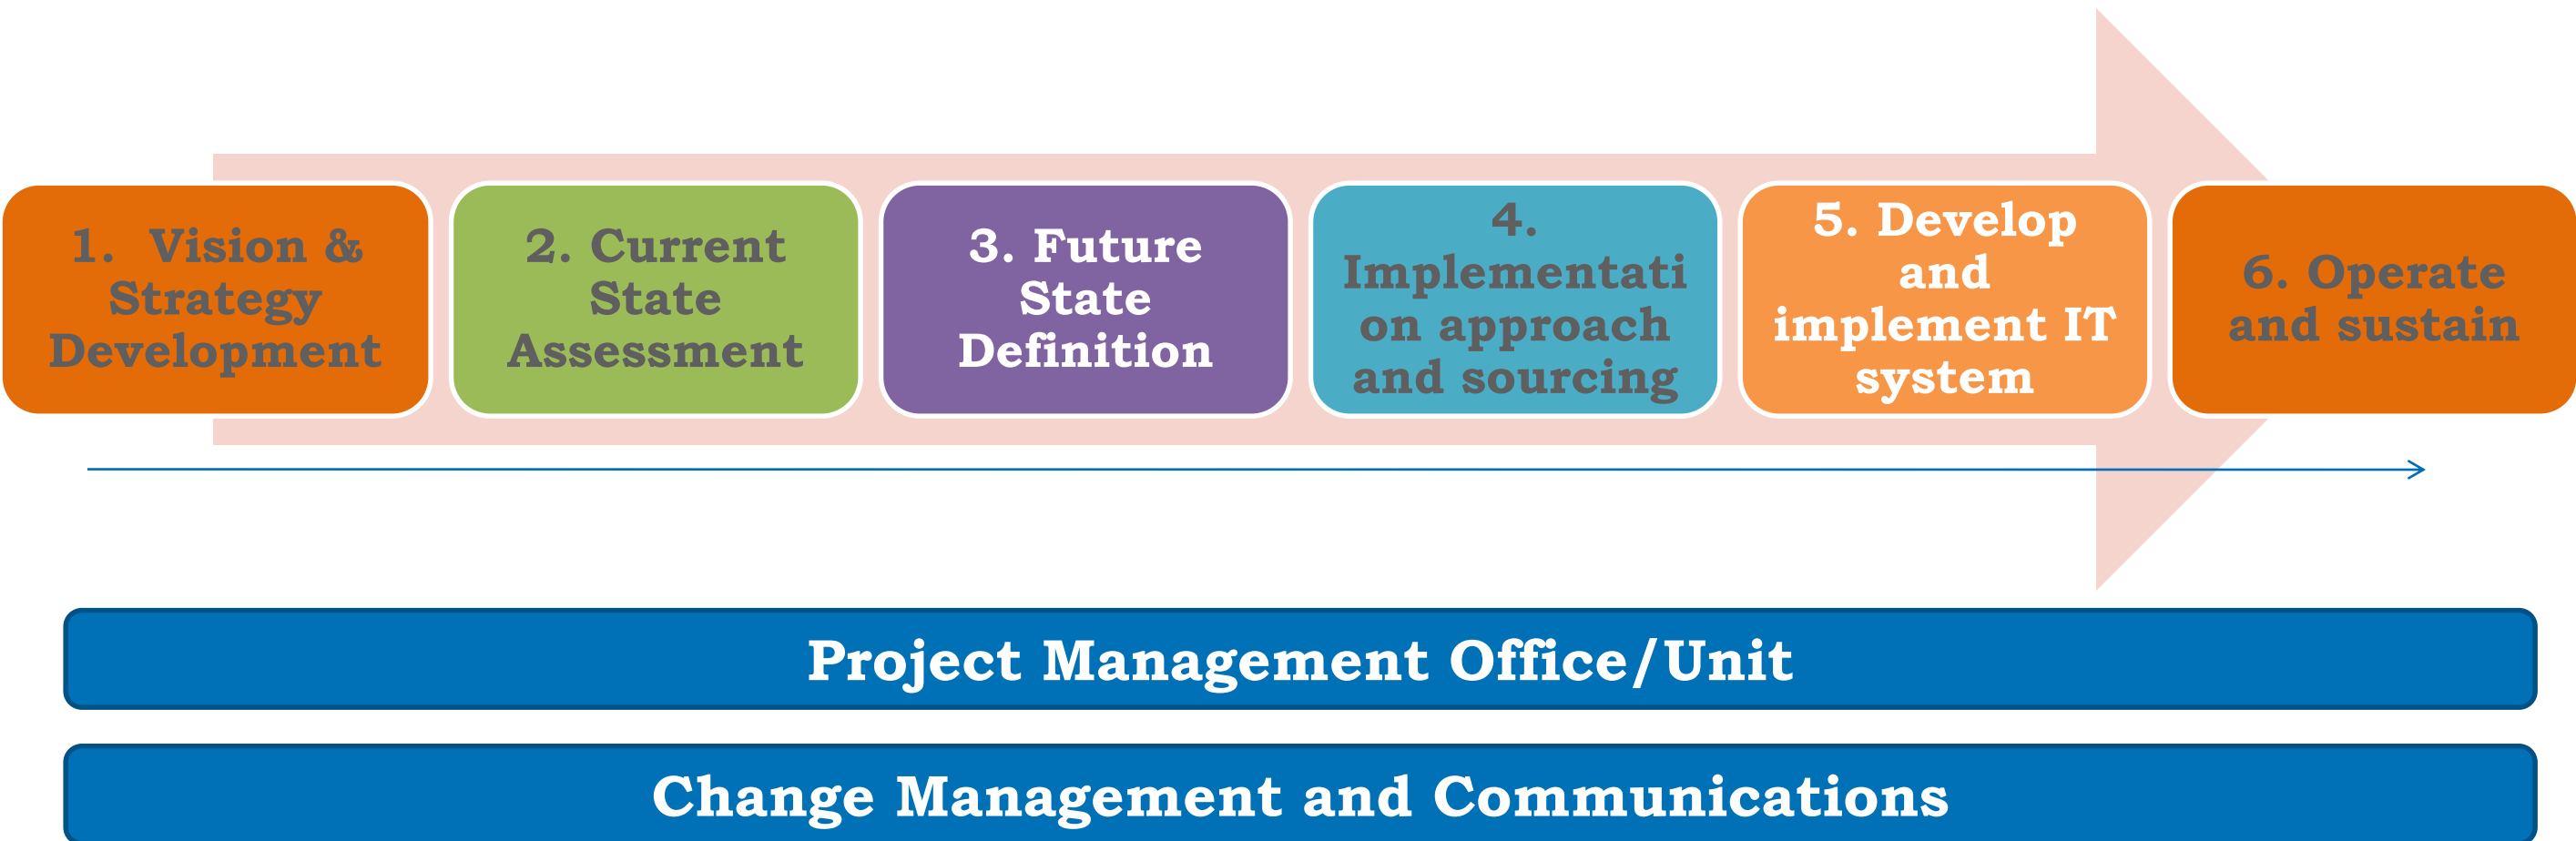 1. Vision &
Strategy
Development
2. Current
State
Assessment
3. Future
State
Definition
4.
Implementati
on approach
and sourcing
5. Develop
and
implement IT
system
6. Operate
and sustain
Project Management Office/Unit
Change Management and Communications